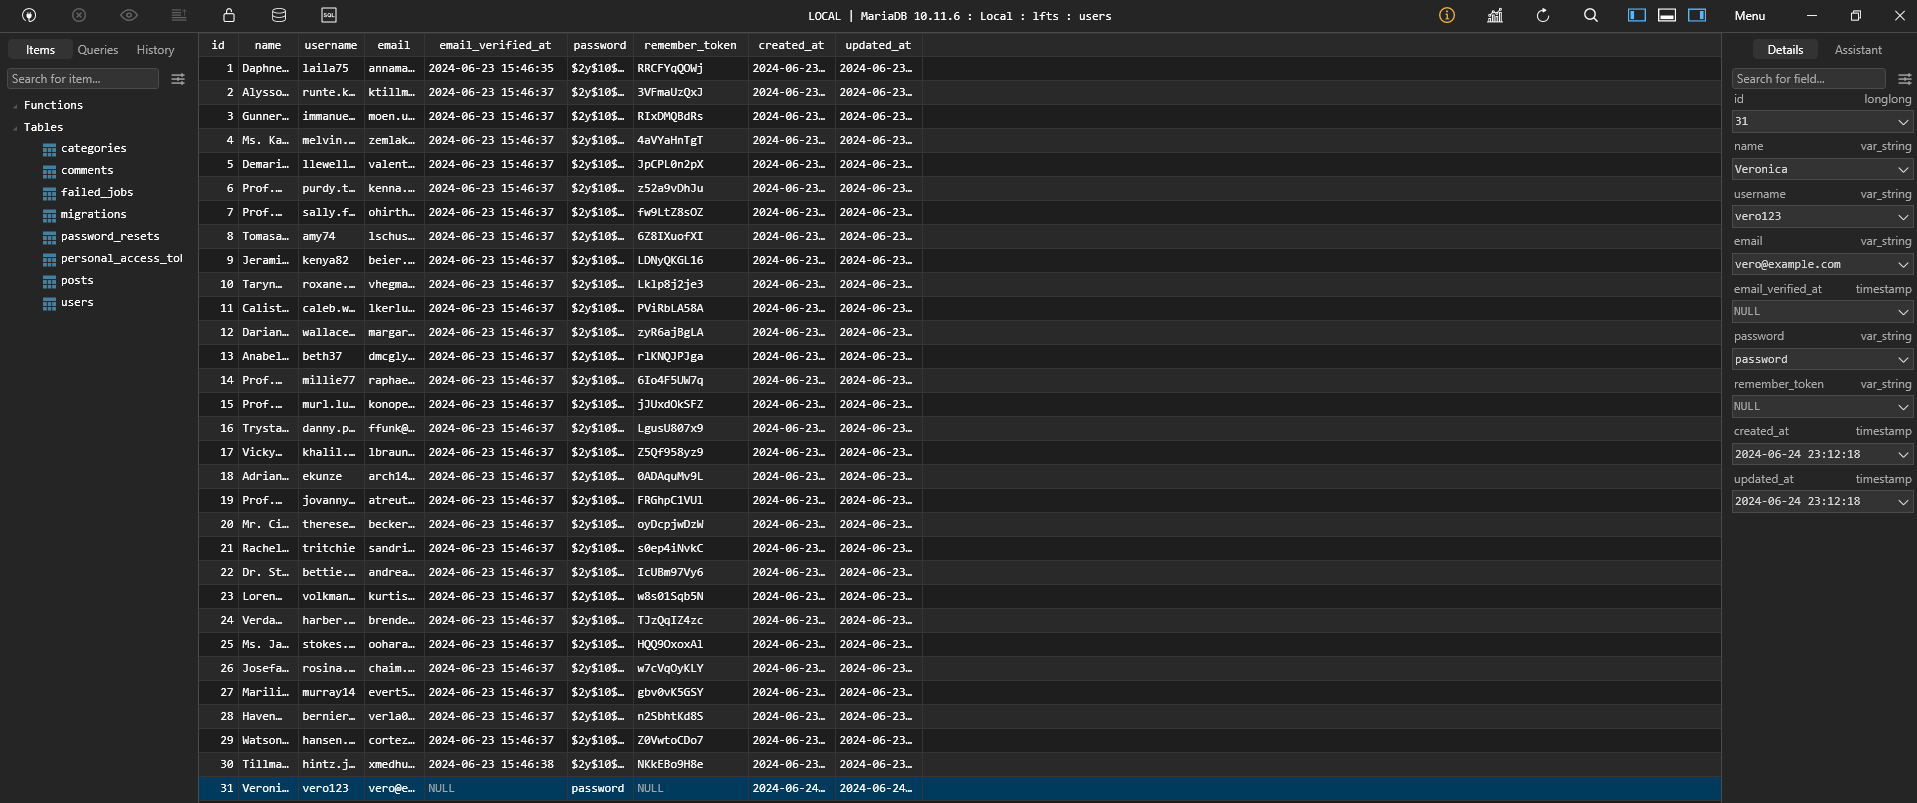 SQL
LOCAL | MariaDB 10.11.6 : Local : lfts : users
Menu
Items Queries History
Search for item...
Functions
Tables
categories
comments
failed_jobs
migrations
password_resets
personal_access_tol
posts
users
id name username email email_verified_at password remember_token created_at updated_at
1 Daphne… laila75 annama… 2024-06-23 15:46:35 $2y$10$… RRCFYqQOWj 2024-06-23… 2024-06-23…
2 Alysso… runte.k… ktillm… 2024-06-23 15:46:37 $2y$10$… 3VFmaUzQxJ 2024-06-23… 2024-06-23…
3 Gunner… immanue… moen.u… 2024-06-23 15:46:37 $2y$10$… RIxDMQBdRs 2024-06-23… 2024-06-23…
4 Ms. Ka… melvin.… zemlak… 2024-06-23 15:46:37 $2y$10$… 4aVYaHnTgT 2024-06-23… 2024-06-23…
5 Demari… llewell… valent… 2024-06-23 15:46:37 $2y$10$… JpCPL0n2pX 2024-06-23… 2024-06-23…
6 Prof.… purdy.t… kenna.… 2024-06-23 15:46:37 $2y$10$… z52a9vDhJu 2024-06-23… 2024-06-23…
7 Prof.… sally.f… ohirth… 2024-06-23 15:46:37 $2y$10$… fw9LtZ8sOZ 2024-06-23… 2024-06-23…
8 Tomasa… amy74 lschus… 2024-06-23 15:46:37 $2y$10$… 6Z8IXuofXI 2024-06-23… 2024-06-23…
9 Jerami… kenya82 beier.… 2024-06-23 15:46:37 $2y$10$… LDNyQKGL16 2024-06-23… 2024-06-23…
10 Taryn… roxane.… vhegma… 2024-06-23 15:46:37 $2y$10$… Lklp8j2je3 2024-06-23… 2024-06-23…
11 Calist… caleb.w… lkerlu… 2024-06-23 15:46:37 $2y$10$… PViRbLA58A 2024-06-23… 2024-06-23…
12 Darian… wallace… margar… 2024-06-23 15:46:37 $2y$10$… zyR6ajBgLA 2024-06-23… 2024-06-23…
13 Anabel… beth37 dmcgly… 2024-06-23 15:46:37 $2y$10$… rlKNQJPJga 2024-06-23… 2024-06-23…
14 Prof.… millie77 raphae… 2024-06-23 15:46:37 $2y$10$… 6Io4F5UW7q 2024-06-23… 2024-06-23…
15 Prof.… murl.lu… konope… 2024-06-23 15:46:37 $2y$10$… jJUxdOkSFZ 2024-06-23… 2024-06-23…
16 Trysta… danny.p… ffunk@… 2024-06-23 15:46:37 $2y$10$… LgusU807x9 2024-06-23… 2024-06-23…
17 Vicky… khalil.… lbraun… 2024-06-23 15:46:37 $2y$10$… Z5Qf958yz9 2024-06-23… 2024-06-23…
18 Adrian… ekunze arch14… 2024-06-23 15:46:37 $2y$10$… 0ADAquMv9L 2024-06-23… 2024-06-23…
19 Prof.… jovanny… atreut… 2024-06-23 15:46:37 $2y$10$… FRGhpC1VUl 2024-06-23… 2024-06-23…
20 Mr. Ci… therese… becker… 2024-06-23 15:46:37 $2y$10$… oyDcpjwDzW 2024-06-23… 2024-06-23…
21 Rachel… tritchie sandri… 2024-06-23 15:46:37 $2y$10$… s0ep4iNvkC 2024-06-23… 2024-06-23…
22 Dr. St… bettie.… andrea… 2024-06-23 15:46:37 $2y$10$… IcUBm97Vy6 2024-06-23… 2024-06-23…
23 Loren… volkman… kurtis… 2024-06-23 15:46:37 $2y$10$… w8s01Sqb5N 2024-06-23… 2024-06-23…
24 Verda… harber.… brende… 2024-06-23 15:46:37 $2y$10$… TJzQqIZ4zc 2024-06-23… 2024-06-23…
25 Ms. Ja… stokes.… oohara… 2024-06-23 15:46:37 $2y$10$… HQQ9OxoxAl 2024-06-23… 2024-06-23…
26 Josefa… rosina.… chaim.… 2024-06-23 15:46:37 $2y$10$… w7cVqOyKLY 2024-06-23… 2024-06-23…
27 Marili… murray14 evert5… 2024-06-23 15:46:37 $2y$10$… gbv0vK5GSY 2024-06-23… 2024-06-23…
28 Haven… bernier… verla0… 2024-06-23 15:46:37 $2y$10$… n2SbhtKd8S 2024-06-23… 2024-06-23…
29 Watson… hansen.… cortez… 2024-06-23 15:46:37 $2y$10$… Z0VwtoCDo7 2024-06-23… 2024-06-23…
30 Tillma… hintz.j… xmedhu… 2024-06-23 15:46:38 $2y$10$… NKkEBo9H8e 2024-06-23… 2024-06-23…
31 Veroni… vero123 vero@e… NULL password NULL 2024-06-24… 2024-06-24…
Details Assistant
Search for field...
id longlong
31
name var_string
Veronica
username var_string
vero123
email var_string
vero@example.com
email_verified_at timestamp
NULL
password var_string
password
remember_token var_string
NULL
created_at timestamp
2024-06-24 23:12:18
updated_at timestamp
2024-06-24 23:12:18